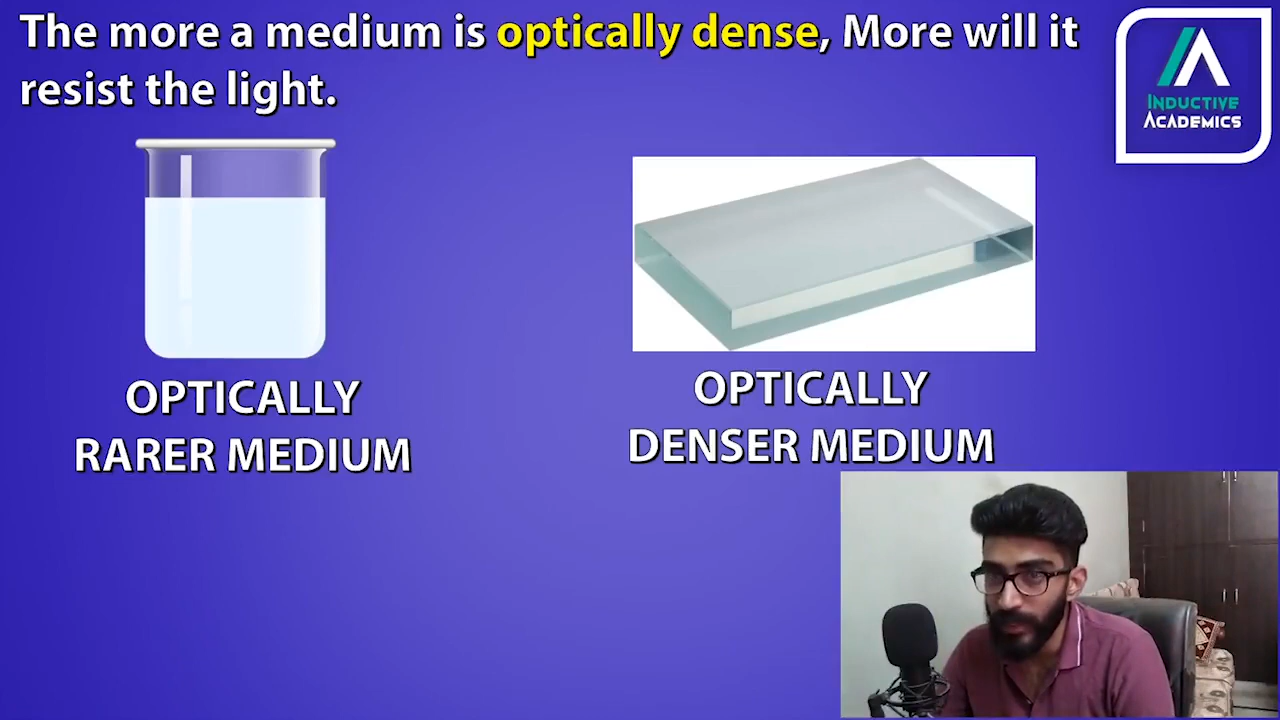 The more a medium is optically dense, More will it
resist the light.
INDUCTIVE
ACADEMICS
OPTICALLY
RARER MEDIUM
OPTICALLY
DENSER MEDIUM